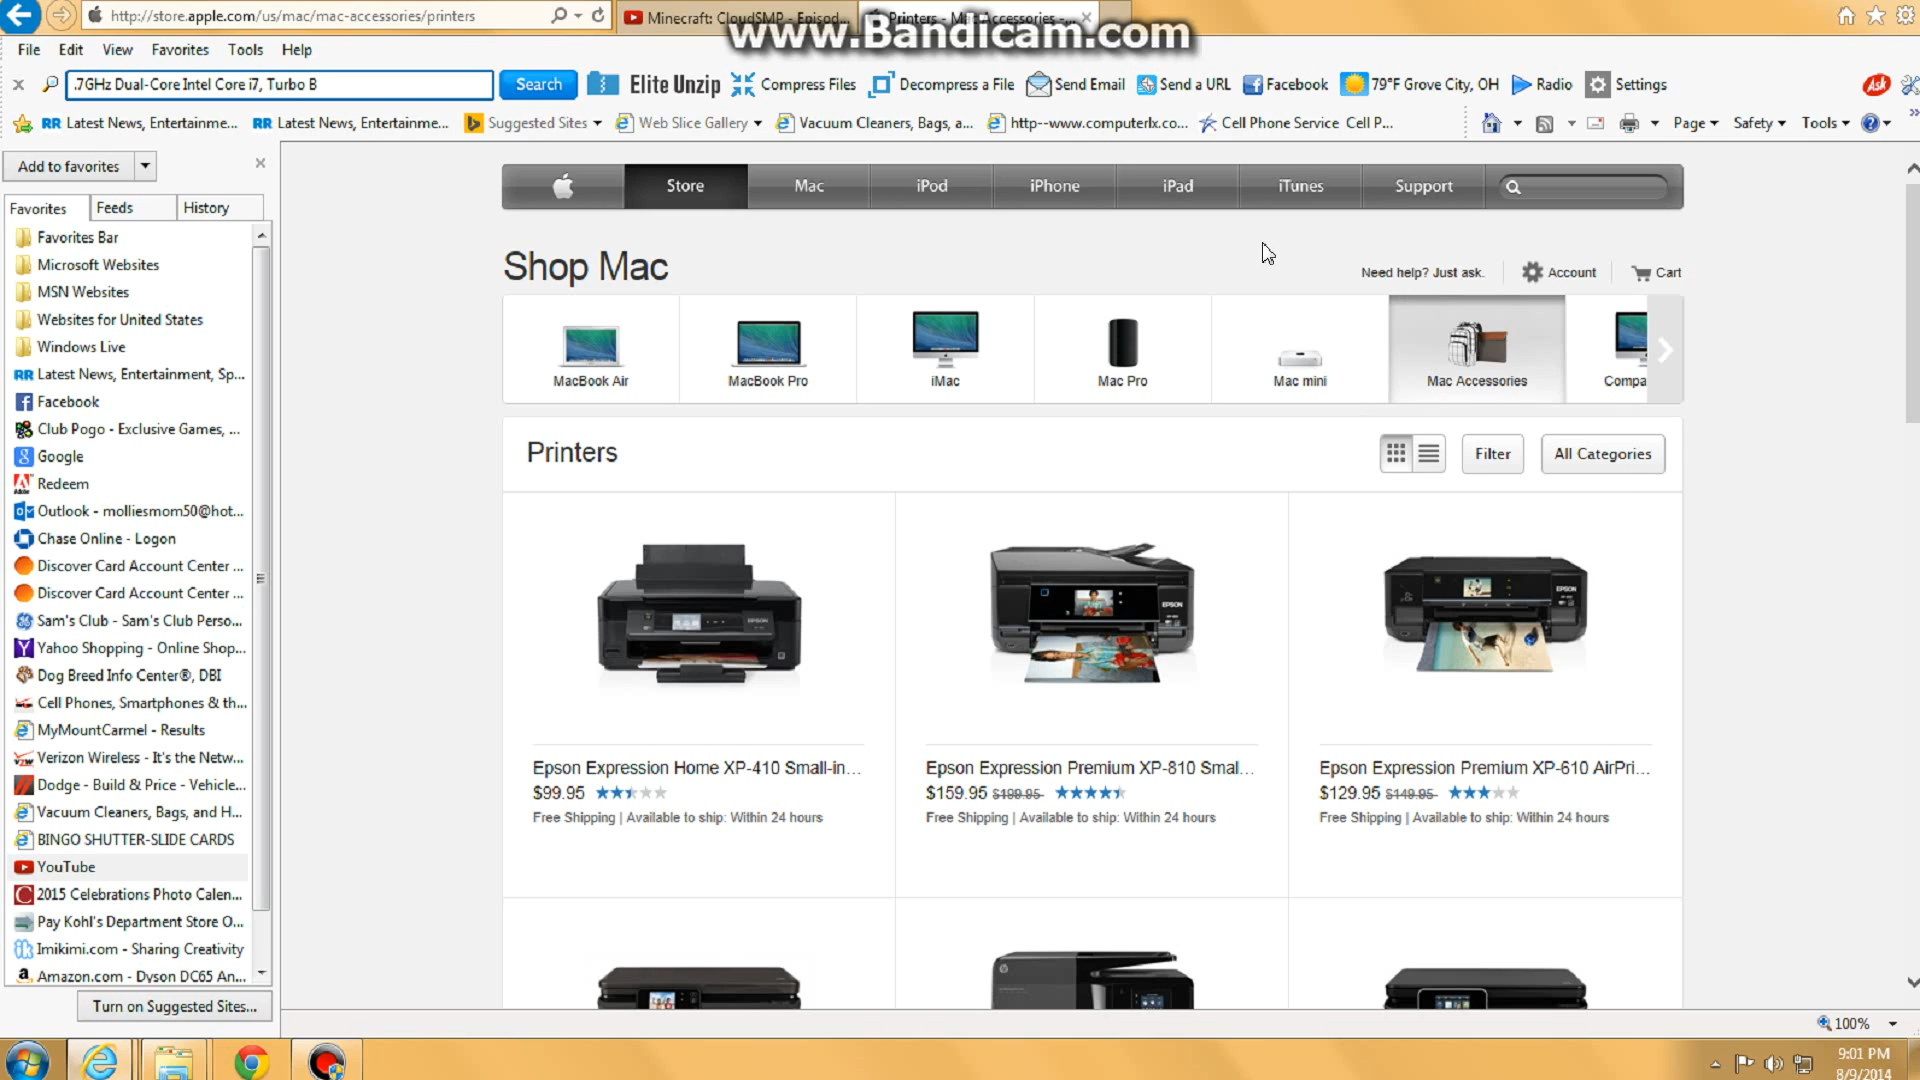 http://store.apple.com/us/mac/mac-accessories/printers
Minecraft: CloudSMP - Episod...
Printers - Mac Accessories -...
www.Bandicam.com
File Edit View Favorites Tools Help
.7GHz Dual-Core Intel Core i7, Turbo B
Search
Elite Unzip
Compress Files
Decompress a File
Send Email
Send a URL
Facebook
79°F Grove City, OH
Radio
Settings
Ask
RR Latest News, Entertainme...
RR Latest News, Entertainme...
Suggested Sites
Web Slice Gallery
Vacuum Cleaners, Bags, a...
http--www.computerlx.co...
Cell Phone Service Cell P...
Page
Safety
Tools
Add to favorites
Favorites
Feeds
History
Favorites Bar
Microsoft Websites
MSN Websites
Websites for United States
Windows Live
RR Latest News, Entertainment, Sp...
Facebook
Club Pogo - Exclusive Games, ...
Google
Redeem
Outlook - molliesmom50@hot...
Chase Online - Logon
Discover Card Account Center ...
Discover Card Account Center ...
Sam's Club - Sam's Club Perso...
Yahoo Shopping - Online Shop...
Dog Breed Info Center®, DBI
Cell Phones, Smartphones & th...
MyMountCarmel - Results
Verizon Wireless - It's the Netw...
Dodge - Build & Price - Vehicle...
Vacuum Cleaners, Bags, and H...
BINGO SHUTTER-SLIDE CARDS
YouTube
2015 Celebrations Photo Calen...
Pay Kohl's Department Store O...
Imikimi.com - Sharing Creativity
Amazon.com - Dyson DC65 An...
Turn on Suggested Sites...
Store
Mac
iPod
iPhone
iPad
iTunes
Support
Shop Mac
Need help? Just ask.
Account
Cart
MacBook Air
MacBook Pro
iMac
Mac Pro
Mac mini
Mac Accessories
Compa
Printers
Filter
All Categories
EPSON
EPSON
EPSON
Epson Expression Home XP-410 Small-in...
$99.95
Free Shipping | Available to ship: Within 24 hours
Epson Expression Premium XP-810 Smal...
$159.95 $199.95
Free Shipping | Available to ship: Within 24 hours
Epson Expression Premium XP-610 AirPri...
$129.95 $149.95
Free Shipping | Available to ship: Within 24 hours
100%
9:01 PM
8/9/2014